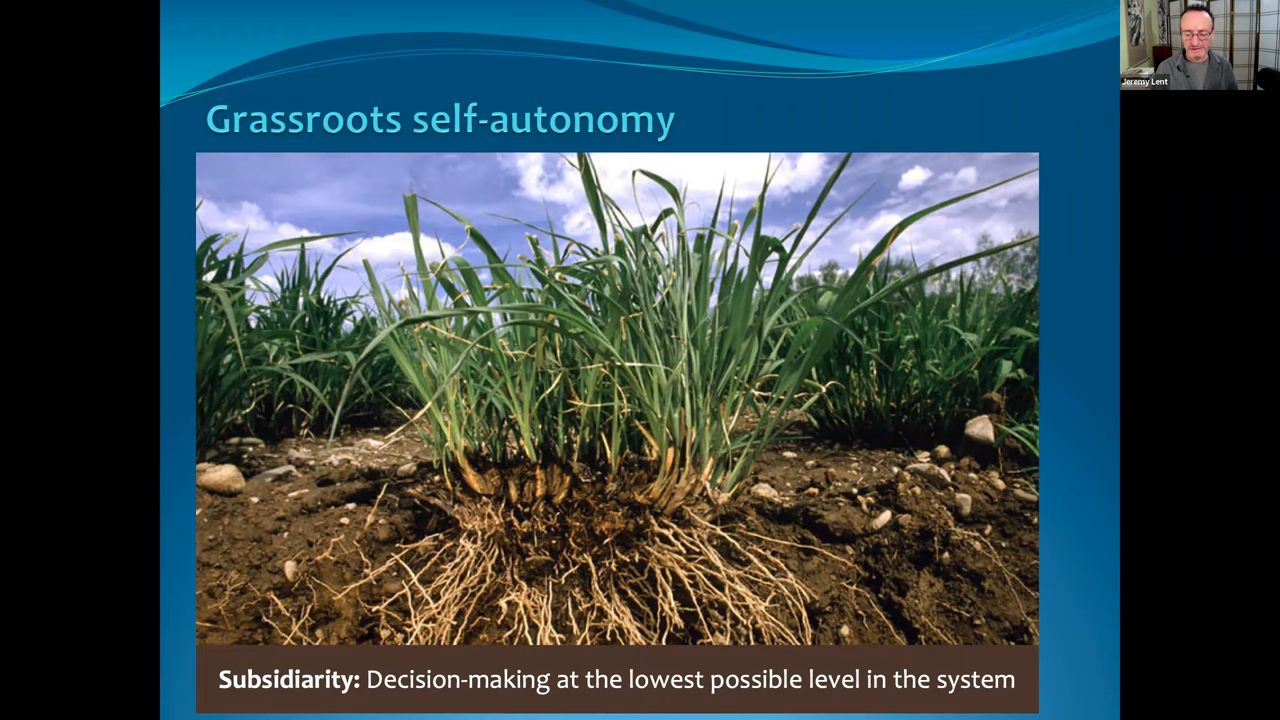 Grassroots self-autonomy
Jeremy Lent
Subsidiarity: Decision-making at the lowest possible level in the system